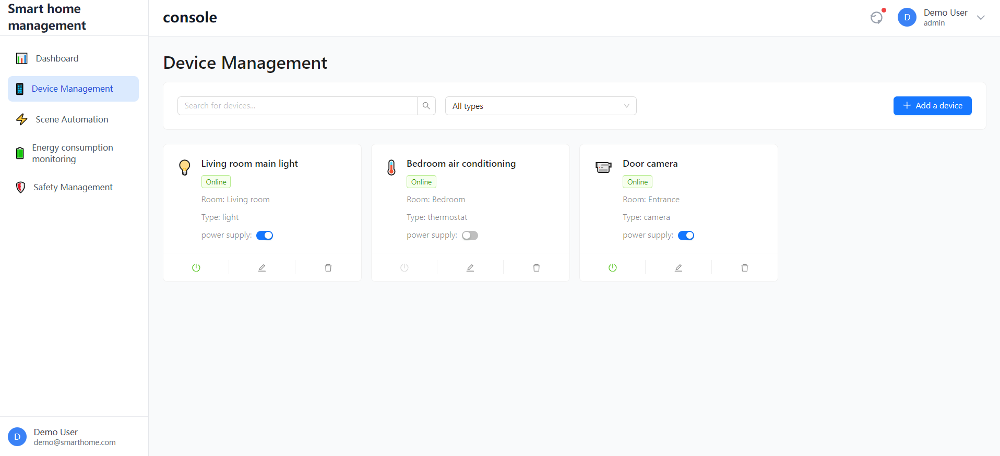 Smart home
management
console
D
Demo User
admin
Dashboard
Device Management
Scene Automation
Energy consumption
monitoring
Safety Management
Device Management
Search for devices...
All types
Add a device
Living room main light
Online
Room: Living room
Type: light
power supply:
Bedroom air conditioning
Online
Room: Bedroom
Type: thermostat
power supply:
Door camera
Online
Room: Entrance
Type: camera
power supply:
D
Demo User
demo@smarthome.com